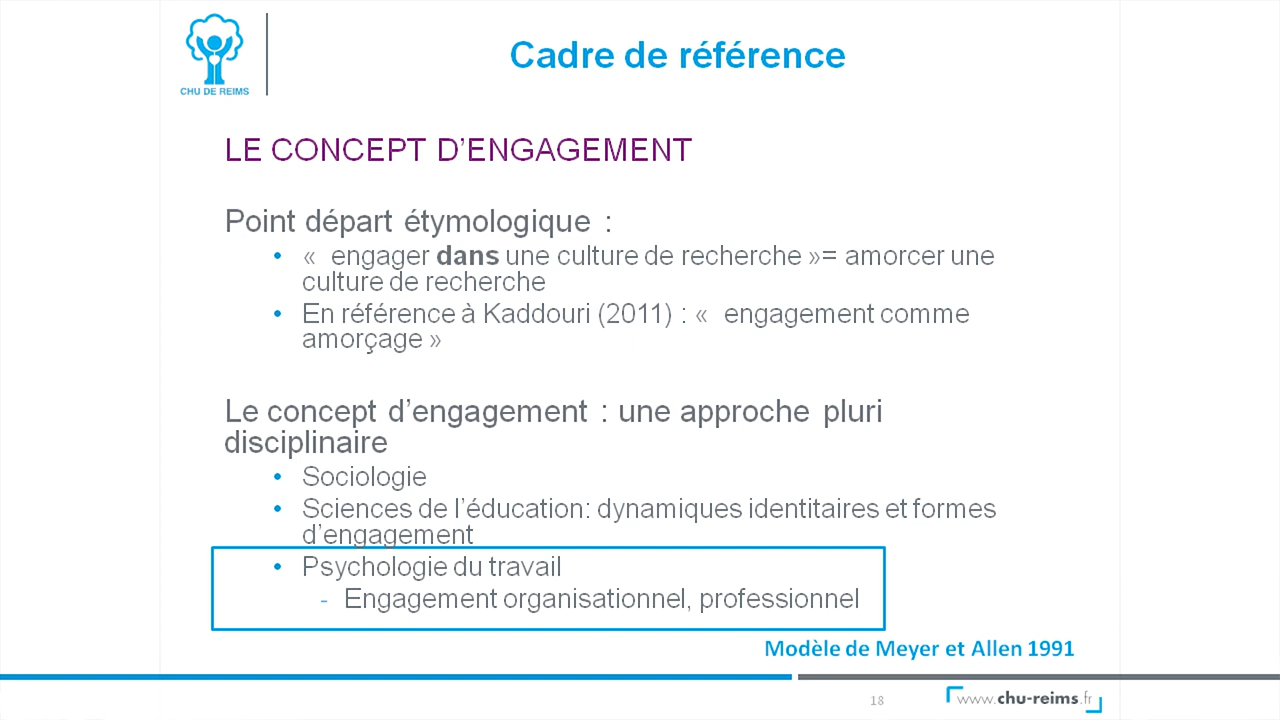 CHU DE REIMS
Cadre de référence
LE CONCEPT D’ENGAGEMENT
Point départ étymologique :
• « engager dans une culture de recherche »= amorcer une
culture de recherche
• En référence à Kaddouri (2011) : « engagement comme
amorçage »
Le concept d’engagement : une approche pluri
disciplinaire
• Sociologie
• Sciences de l’éducation: dynamiques identitaires et formes
d’engagement
• Psychologie du travail
- Engagement organisationnel, professionnel
Modèle de Meyer et Allen 1991
18
www.chu-reims.fr